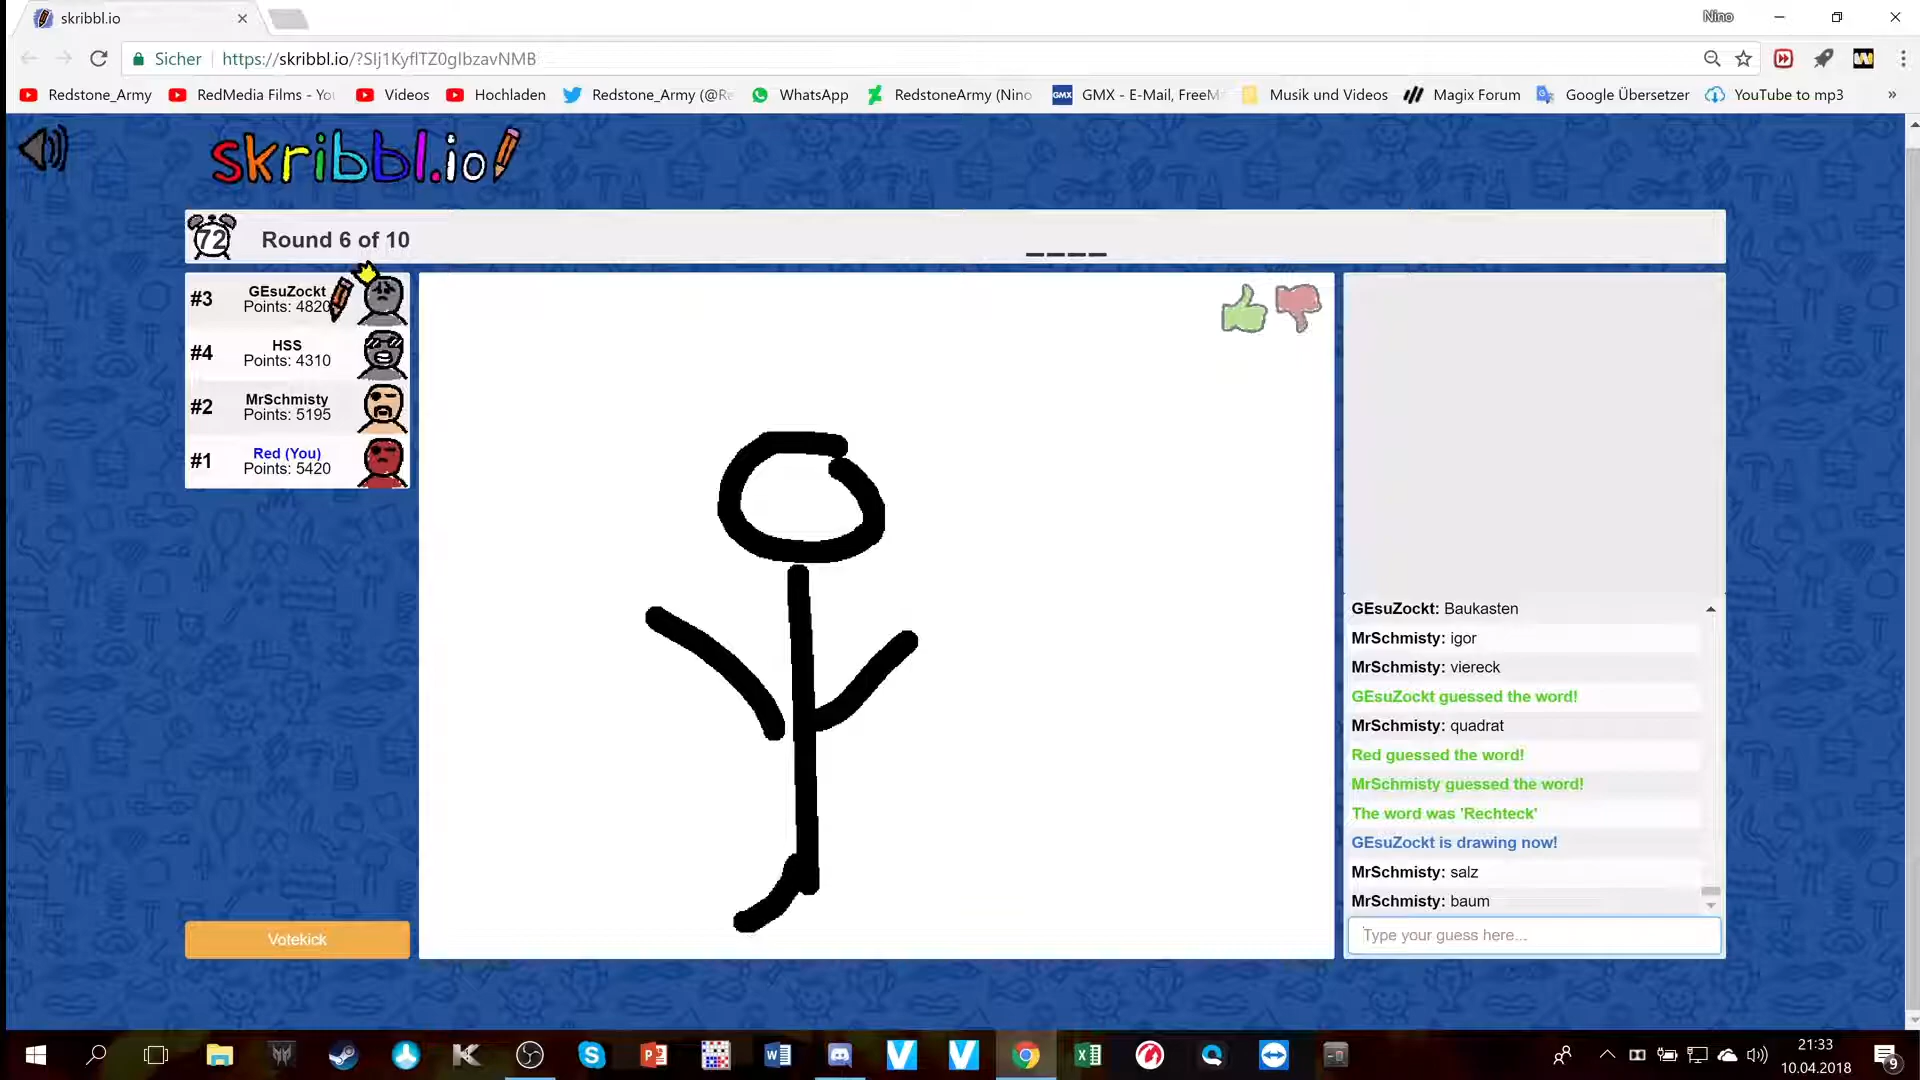 skribbl.io
Nino
Sicher
https://skribbl.io/?SIj1KyflTZ0gIbzavNMB
Redstone_Army
RedMedia Films - You
Videos
Hochladen
Redstone_Army (@Re
WhatsApp
RedstoneArmy (Nino
GMX
GMX - E-Mail, FreeM
Musik und Videos
Magix Forum
Google Übersetzer
YouTube to mp3
»
skribbl.io
72
Round 6 of 10
_ _ _ _
#3
GEsuZockt
Points: 4820
#4
HSS
Points: 4310
#2
MrSchmisty
Points: 5195
#1
Red (You)
Points: 5420
Votekick
GEsuZockt: Baukasten
MrSchmisty: igor
MrSchmisty: viereck
GEsuZockt guessed the word!
MrSchmisty: quadrat
Red guessed the word!
MrSchmisty guessed the word!
The word was 'Rechteck'
GEsuZockt is drawing now!
MrSchmisty: salz
MrSchmisty: baum
Type your guess here...
21:33
10.04.2018
9